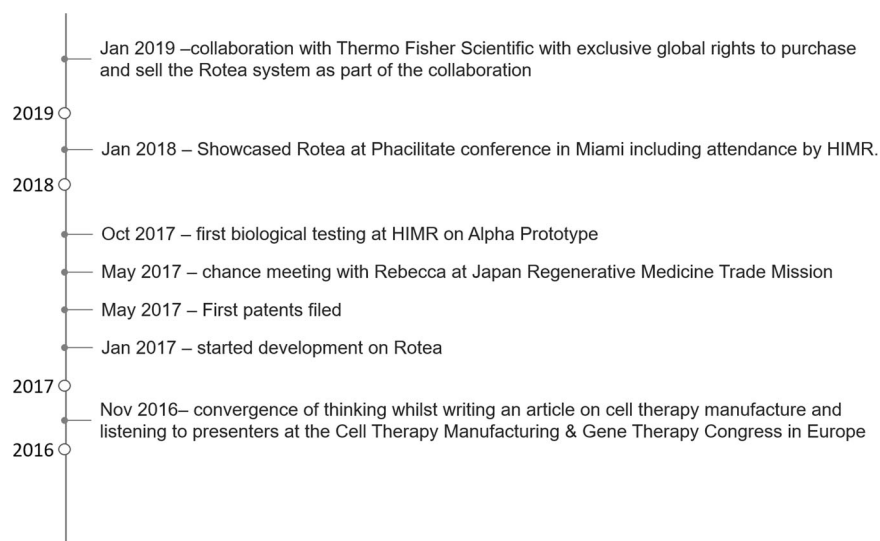 Jan 2019 –collaboration with Thermo Fisher Scientific with exclusive global rights to purchase
and sell the Rotea system as part of the collaboration
2019
Jan 2018 – Showcased Rotea at Phacilitate conference in Miami including attendance by HIMR.
2018
Oct 2017 – first biological testing at HIMR on Alpha Prototype
May 2017 – chance meeting with Rebecca at Japan Regenerative Medicine Trade Mission
May 2017 – First patents filed
Jan 2017 – started development on Rotea
2017
Nov 2016– convergence of thinking whilst writing an article on cell therapy manufacture and
listening to presenters at the Cell Therapy Manufacturing & Gene Therapy Congress in Europe
2016